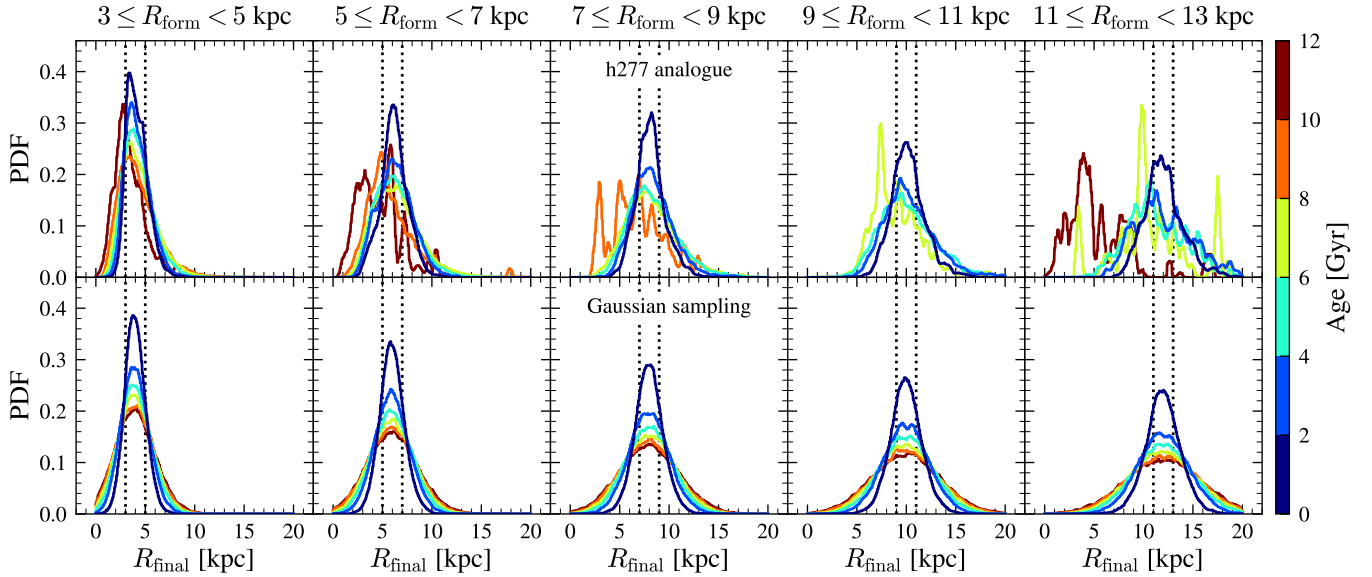 3 ≤ R_form < 5 kpc 5 ≤ R_form < 7 kpc 7 ≤ R_form < 9 kpc 9 ≤ R_form < 11 kpc 11 ≤ R_form < 13 kpc
h277 analogue
PDF
0.4
0.3
0.2
0.1
0.0
Gaussian sampling
PDF
0.4
0.3
0.2
0.1
0.0
0 5 10 15 20 0 5 10 15 20 0 5 10 15 20 0 5 10 15 20 0 5 10 15 20
R_final [kpc] R_final [kpc] R_final [kpc] R_final [kpc] R_final [kpc]
12
10
8
6
4
2
0
Age [Gyr]